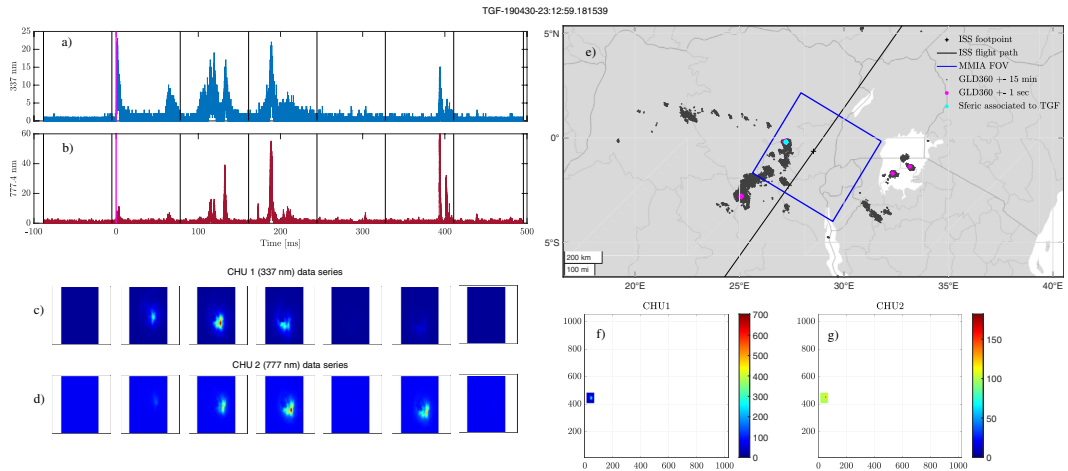 TGF-190430-23:12:59.181539
a)
337 nm
25
20
15
10
5
0
b)
777.4 nm
60
40
20
0
-100 0 100 200 300 400 500
Time [ms]
CHU 1 (337 nm) data series
c)
CHU 2 (777 nm) data series
d)
e)
5°N
0°
5°S
20°E 25°E 30°E 35°E 40°E
200 km
100 mi
ISS footpoint
ISS flight path
MMIA FOV
GLD360 +- 15 min
GLD360 +- 1 sec
Sferic associated to TGF
CHU1
f)
1000
800
600
400
200
0 200 400 600 800 1000
700
600
500
400
300
200
100
0
CHU2
g)
1000
800
600
400
200
0 200 400 600 800 1000
150
100
50
0